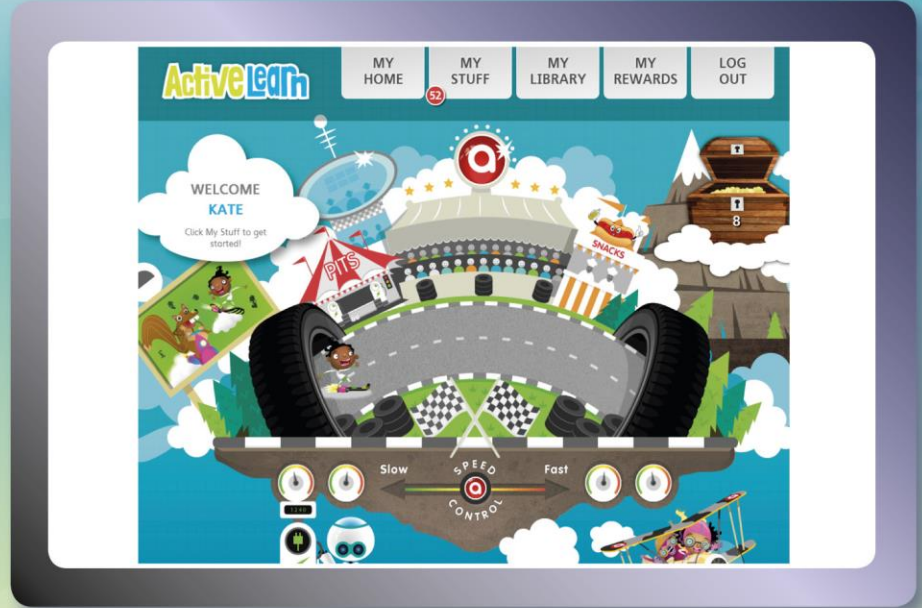 ActiveLearn
MY HOME
MY STUFF
MY LIBRARY
MY REWARDS
LOG OUT
52
WELCOME
KATE
Click My Stuff to get
started!
a
PITS
SNACKS
8
Slow
SPEED
Fast
a
CONTROL